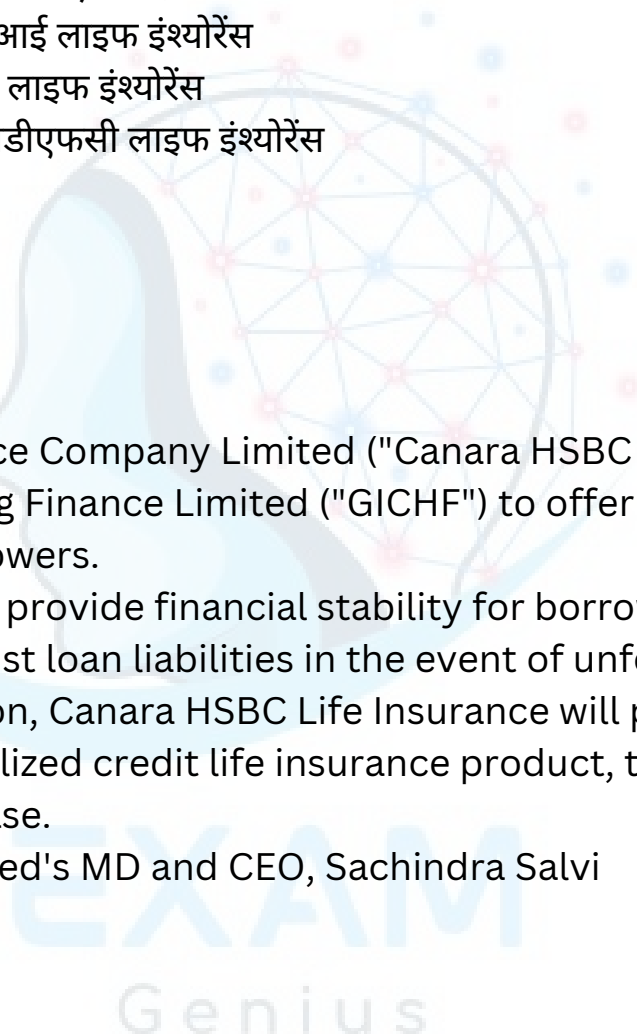 आई लाइफ इंश्योरेंस
लाइफ इंश्योरेंस
डीएफसी लाइफ इंश्योरेंस
ce Company Limited ("Canara HSBC
g Finance Limited ("GICHF") to offer
owers.
provide financial stability for borro
st loan liabilities in the event of unf
on, Canara HSBC Life Insurance will p
lized credit life insurance product, t
se.
ed's MD and CEO, Sachindra Salvi
EXAM
Genius